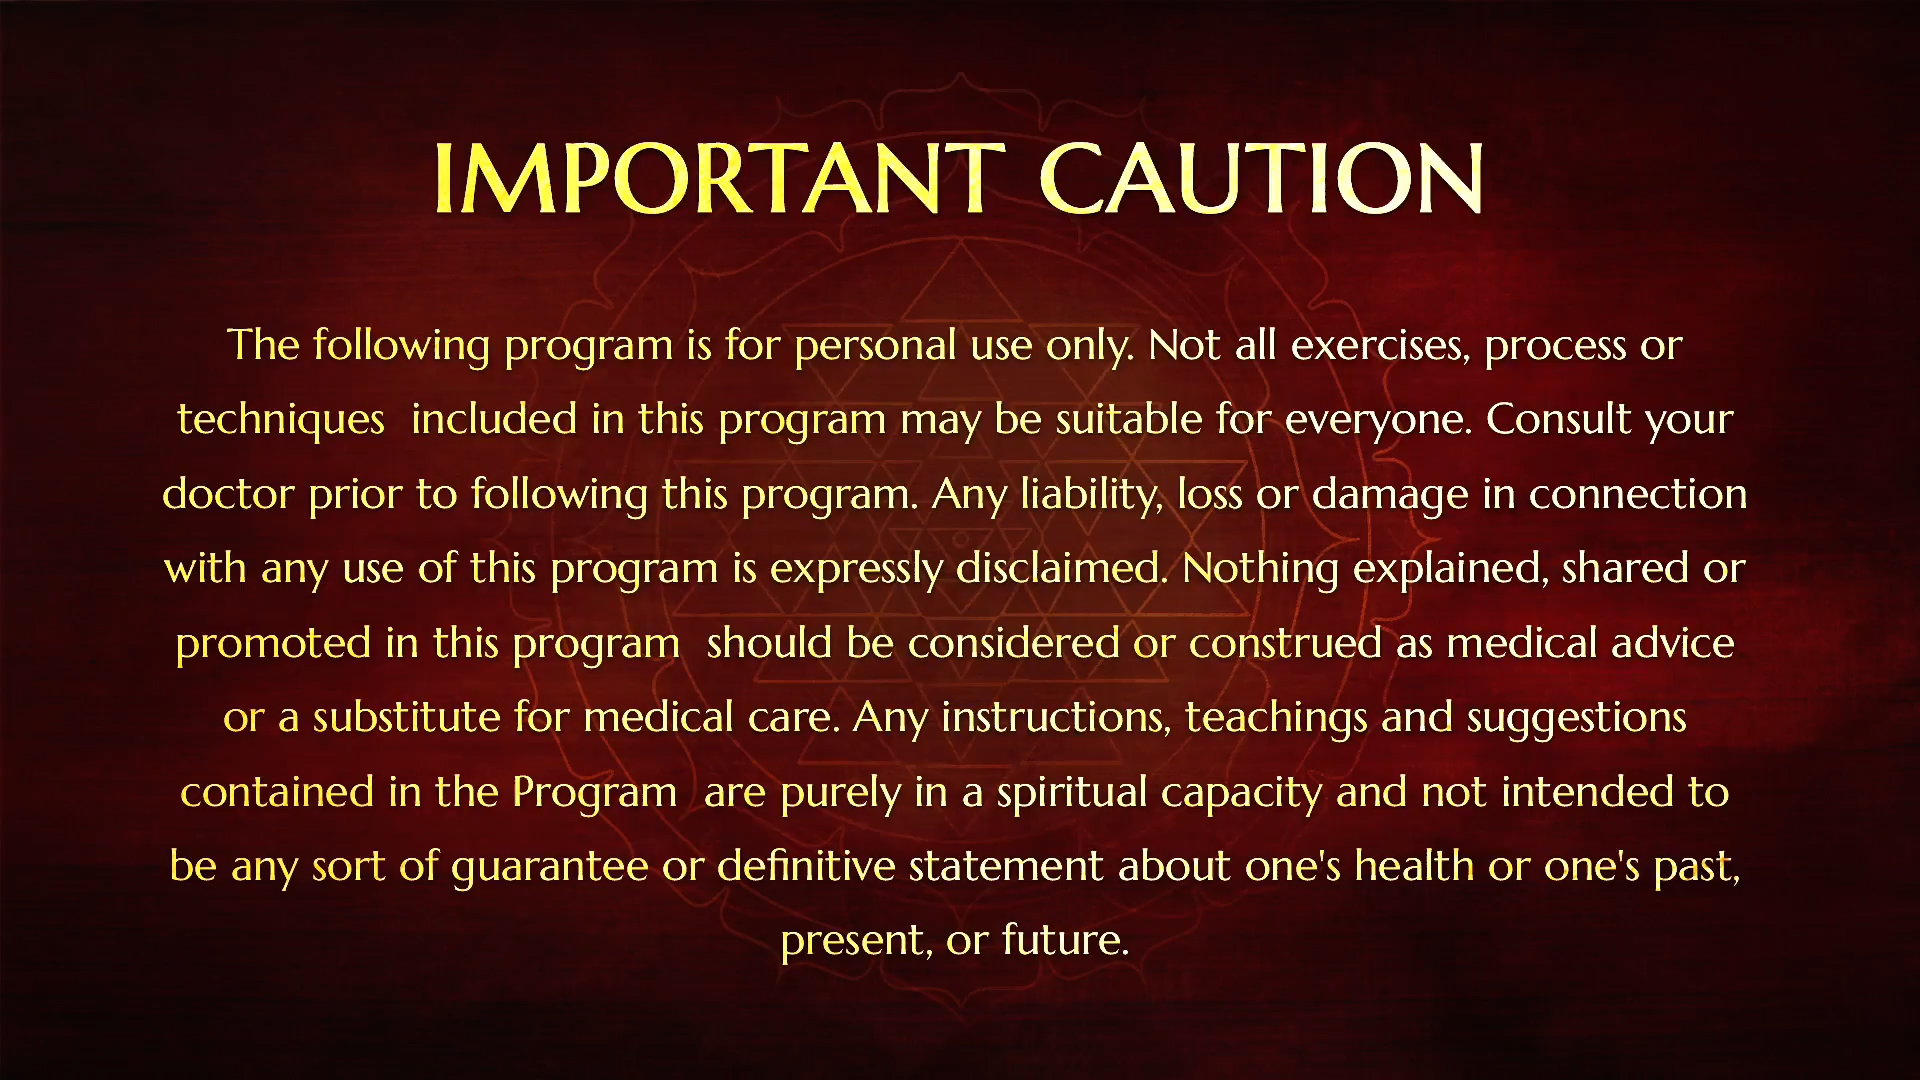 IMPORTANT CAUTION
The following program is for personal use only. Not all exercises, process or
techniques  included in this program may be suitable for everyone. Consult your
doctor prior to following this program. Any liability, loss or damage in connection
with any use of this program is expressly disclaimed. Nothing explained, shared or
promoted in this program  should be considered or construed as medical advice
or a substitute for medical care. Any instructions, teachings and suggestions
contained in the Program  are purely in a spiritual capacity and not intended to
be any sort of guarantee or definitive statement about one's health or one's past,
present, or future.